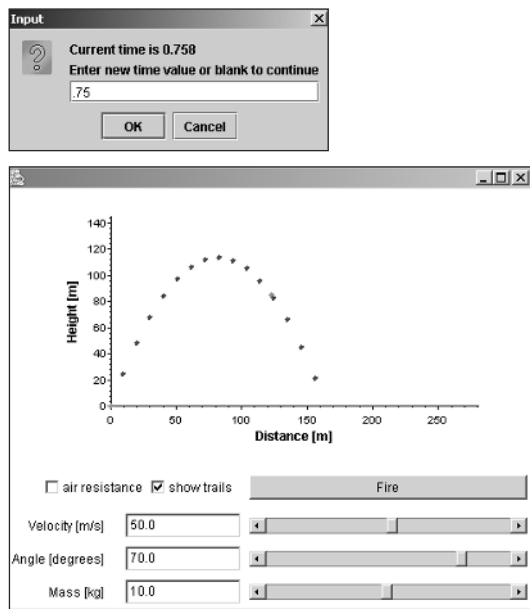 Input
Current time is 0.758
Enter new time value or blank to continue
.75
OK Cancel
140
120
100
80
60
40
20
0
Height [m]
0 50 100 150 200 250
Distance [m]
air resistance show trails Fire
Velocity [m/s] 50.0
Angle [degrees] 70.0
Mass [kg] 10.0